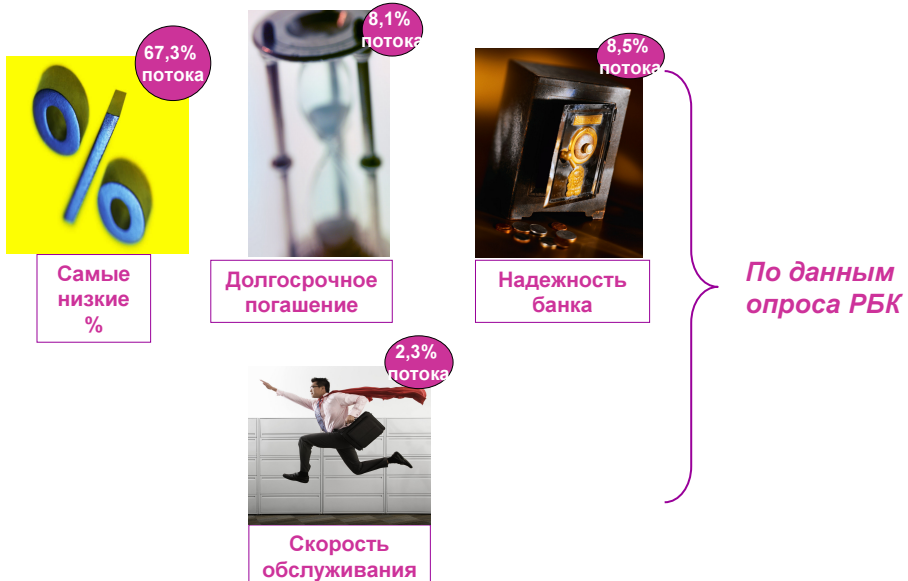 67,3%
потока
8,1%
потока
8,5%
потока
Самые
низкие
%
Долгосрочное
погашение
Надежность
банка
По данным
опроса РБК
2,3%
потока
Скорость
обслуживания